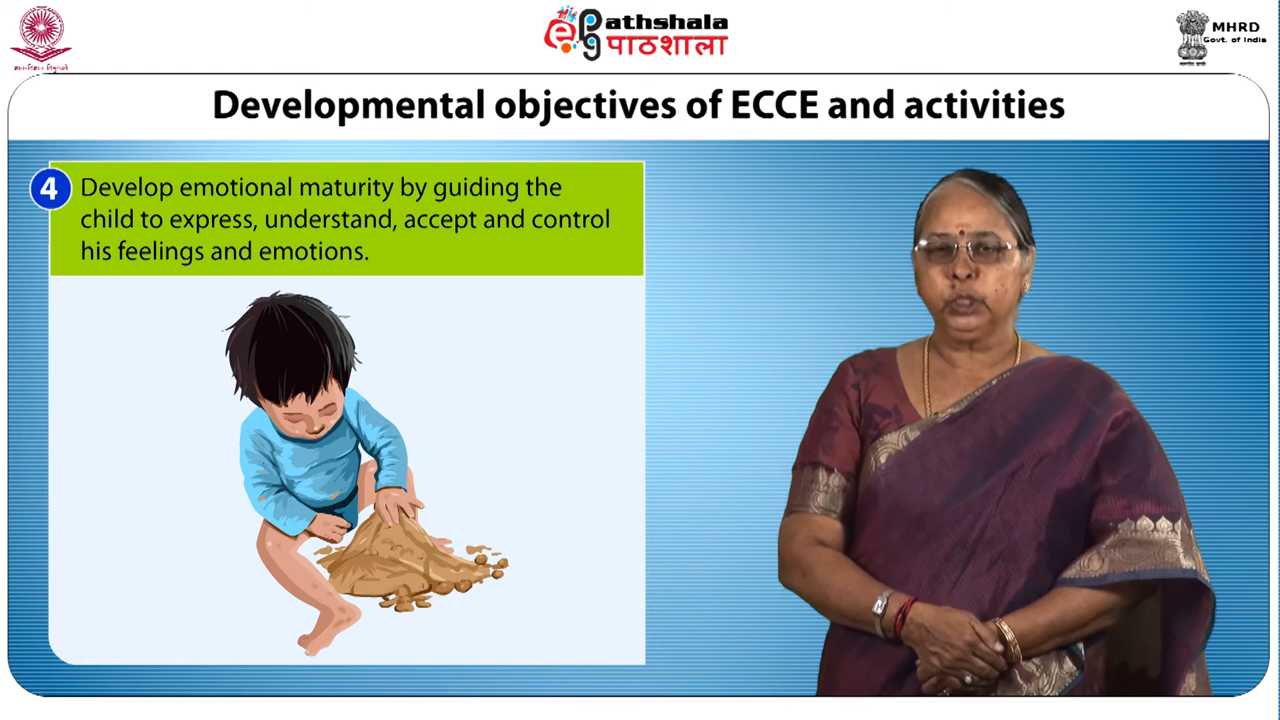 ePathshala
पाठशाला
MHRD
Govt. of India
Developmental objectives of ECCE and activities
4
Develop emotional maturity by guiding the
child to express, understand, accept and control
his feelings and emotions.